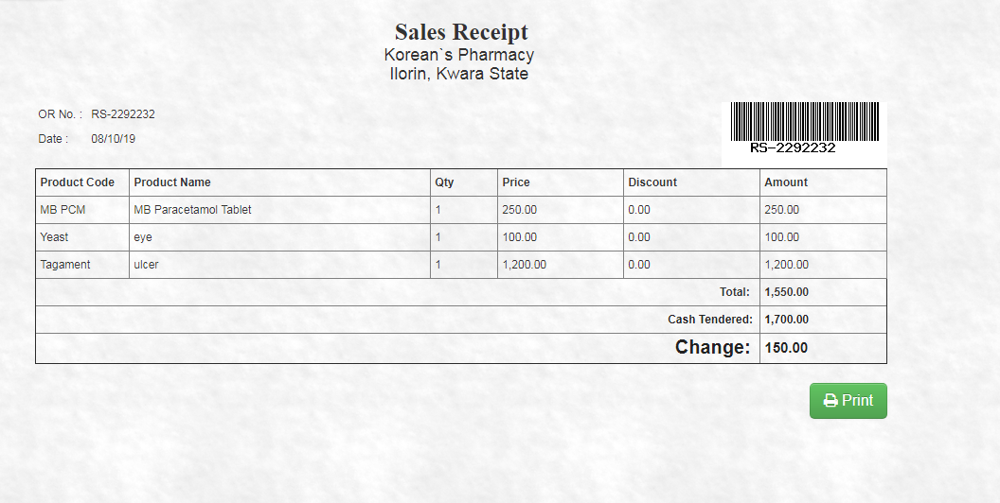 Sales Receipt
Korean`s Pharmacy
Ilorin, Kwara State
OR No. : RS-2292232
Date : 08/10/19
RS-2292232
Product Code Product Name Qty Price Discount Amount
MB PCM MB Paracetamol Tablet 1 250.00 0.00 250.00
Yeast eye 1 100.00 0.00 100.00
Tagament ulcer 1 1,200.00 0.00 1,200.00
Total: 1,550.00
Cash Tendered: 1,700.00
Change: 150.00
Print